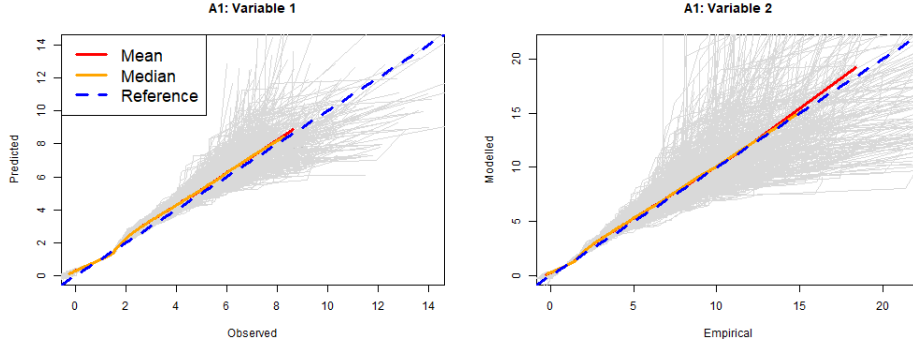 A1: Variable 1
14
12
10
8
6
4
2
0
Predicted
Mean
Median
Reference
0 2 4 6 8 10 12 14
Observed
A1: Variable 2
20
15
10
5
0
Modelled
0 5 10 15 20
Empirical